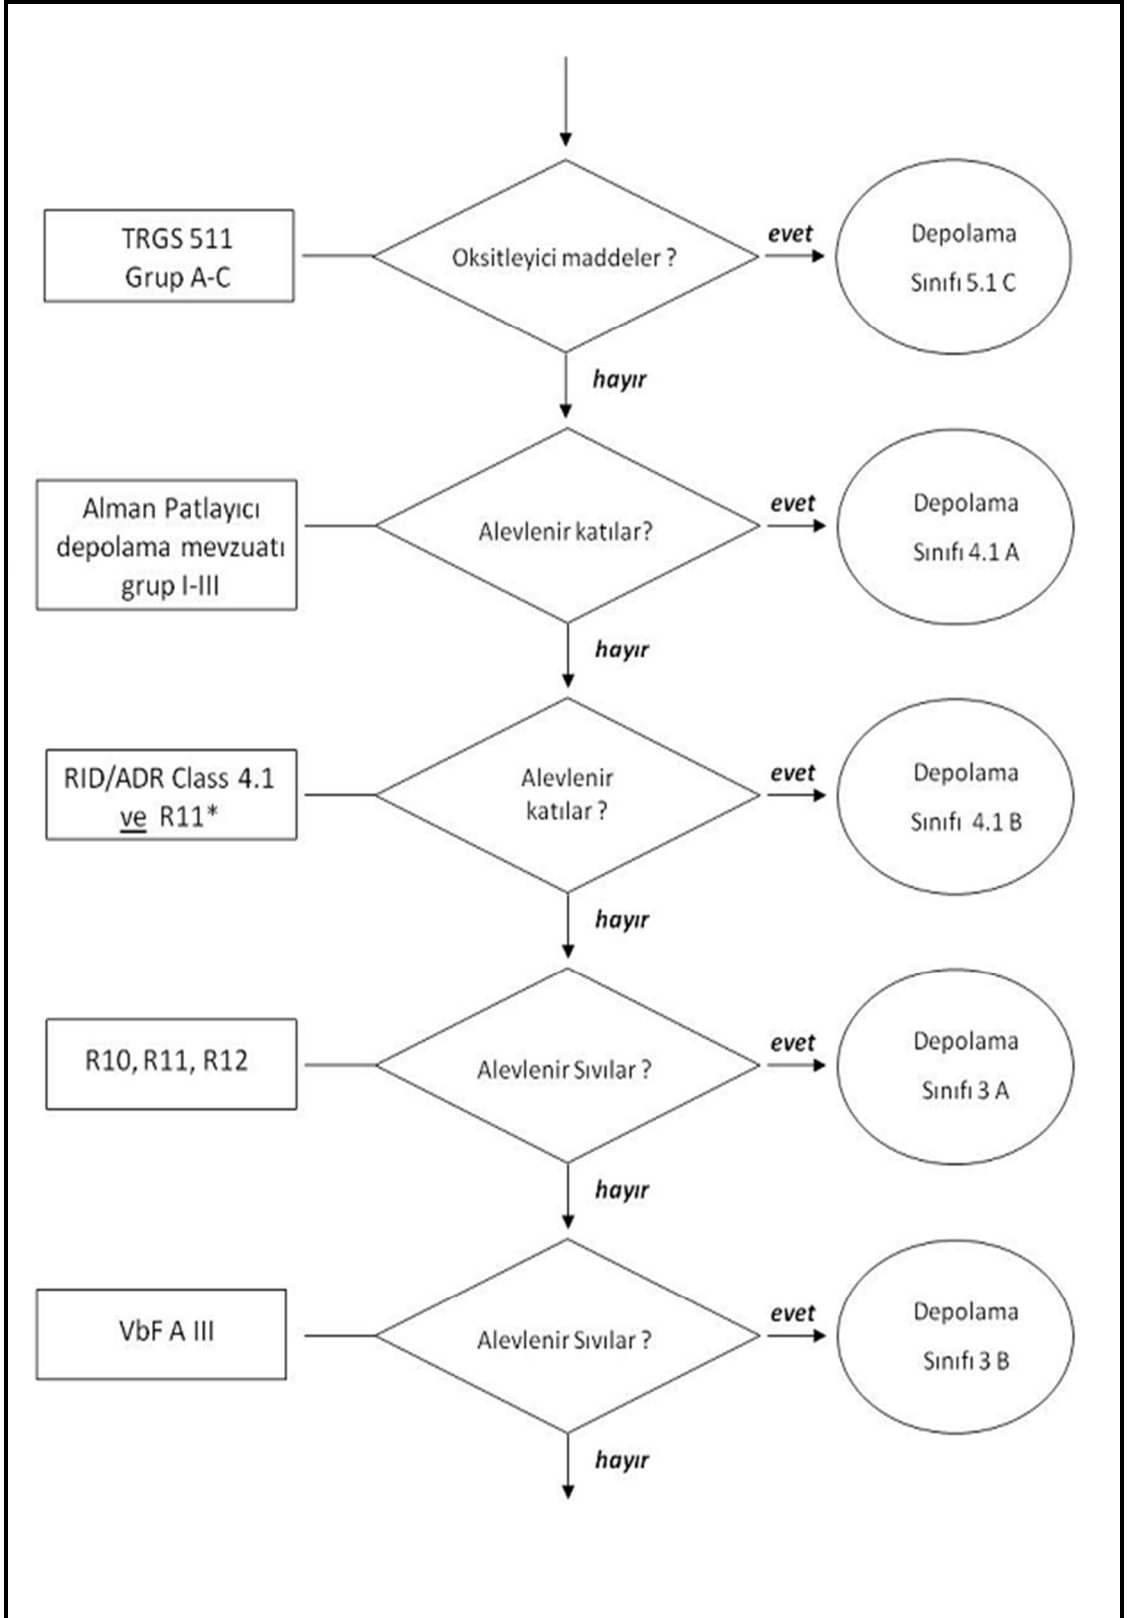 TRGS 511
Grup A-C
Oksitleyici maddeler ?
evet
Depolama
Sınıfı 5.1 C
hayır
Alman Patlayıcı
depolama mevzuatı
grup I-III
Alevlenir katılar?
evet
Depolama
Sınıfı 4.1 A
hayır
RID/ADR Class 4.1
ve R11*
Alevlenir
katılar ?
evet
Depolama
Sınıfı 4.1 B
hayır
R10, R11, R12
Alevlenir Sıvılar ?
evet
Depolama
Sınıfı 3 A
hayır
VbF A III
Alevlenir Sıvılar ?
evet
Depolama
Sınıfı 3 B
hayır